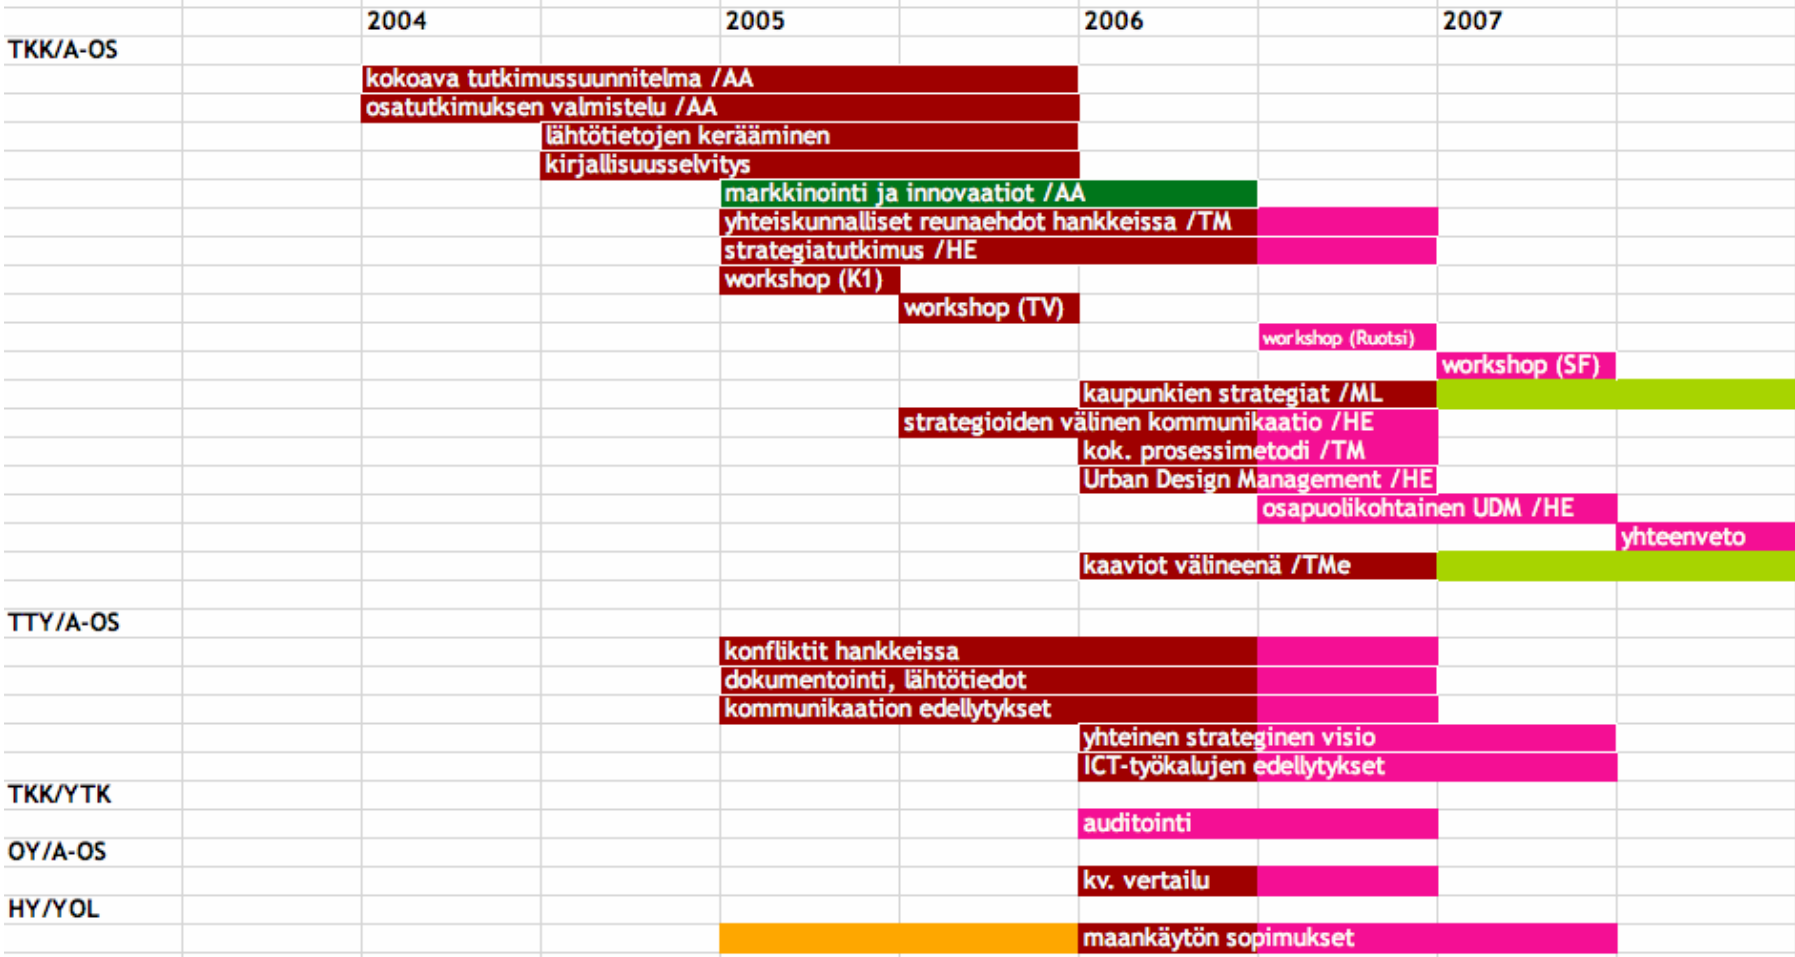 2004 2005 2006 2007
TKK/A-OS
kokoava tutkimussuunnitelma /AA
osatutkimuksen valmistelu /AA
lähtötietojen kerääminen
kirjallisuusselvitys
markkinointi ja innovaatiot /AA
yhteiskunnalliset reunaehdot hankkeissa /TM
strategiatutkimus /HE
workshop (K1)
workshop (TV)
workshop (Ruotsi)
workshop (SF)
kaupunkien strategiat /ML
strategioiden välinen kommunikaatio /HE
kok. prosessimetodi /TM
Urban Design Management /HE
osapuolikohtainen UDM /HE
yhteenveto
kaaviot välineenä /TMe
TTY/A-OS
konfliktit hankkeissa
dokumentointi, lähtötiedot
kommunikaation edellytykset
yhteinen strateginen visio
ICT-työkalujen edellytykset
TKK/YTK
auditointi
OY/A-OS
kv. vertailu
HY/YOL
maankäytön sopimukset